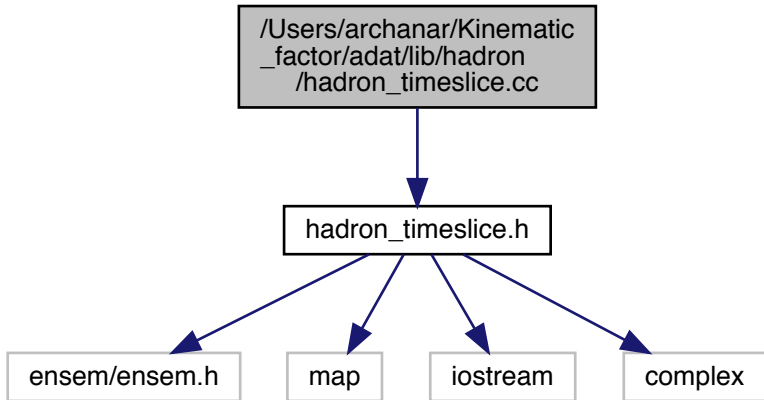 /Users/archanar/Kinematic
_factor/adat/lib/hadron
/hadron_timeslice.cc
hadron_timeslice.h
ensem/ensem.h
map
iostream
complex